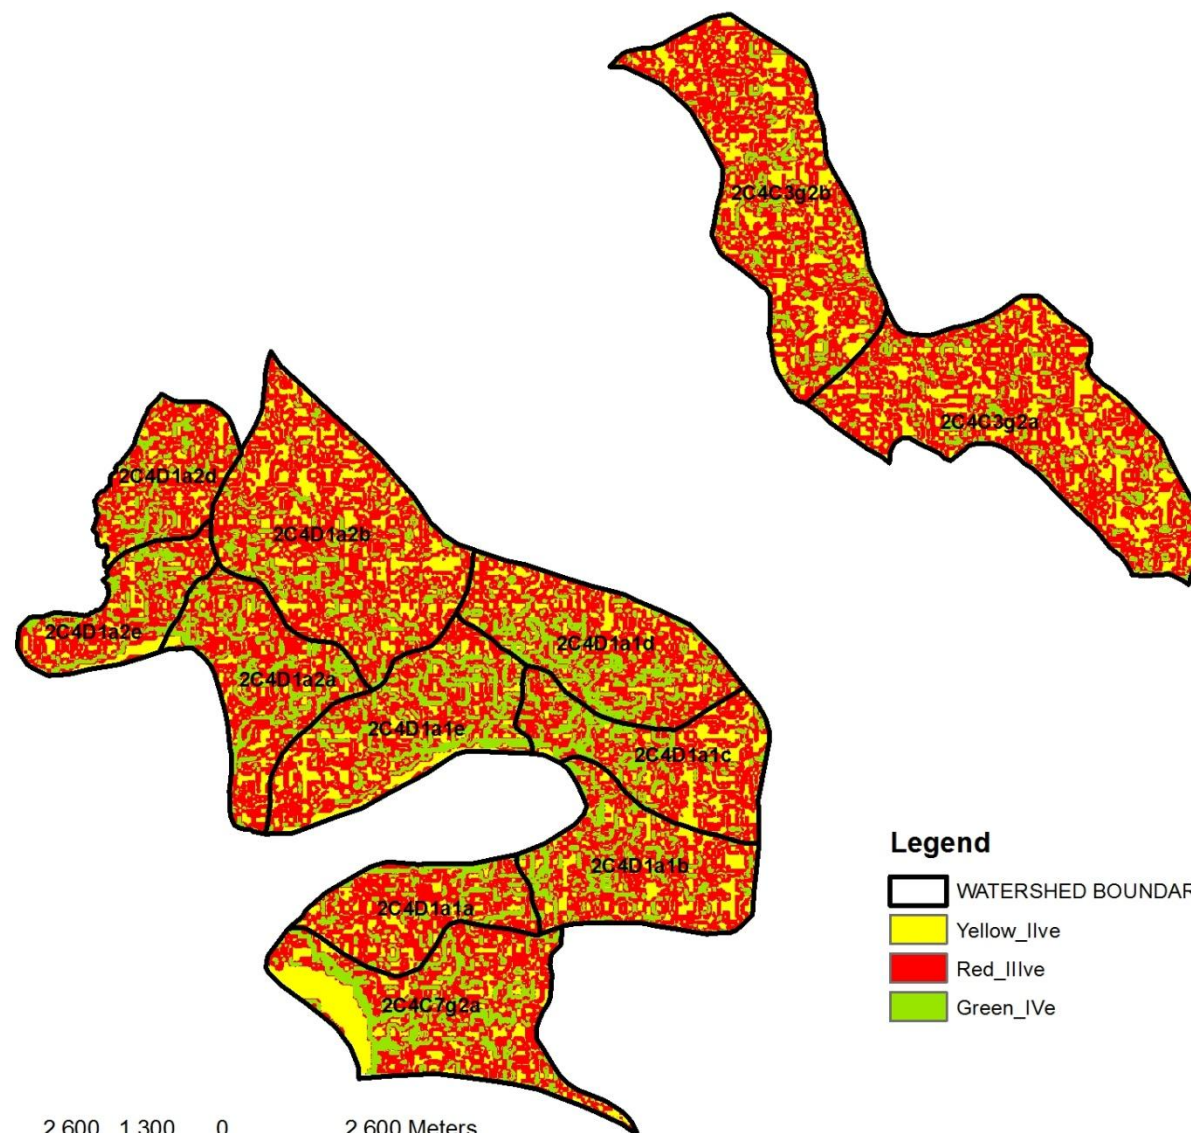 2C4C3g2b
2C4C3g2a
2C4D1a2d
2C4D1a2b
2C4D1a2e
2C4D1a1d
2C4D1a2a
2C4D1a1e
2C4D1a1c
2C4D1a1b
2C4D1a1a
2C4C7g2a
Legend
WATERSHED BOUNDAR
Yellow_IIve
Red_IIIve
Green_IVe
2,600 1,300 0 2,600 Meters